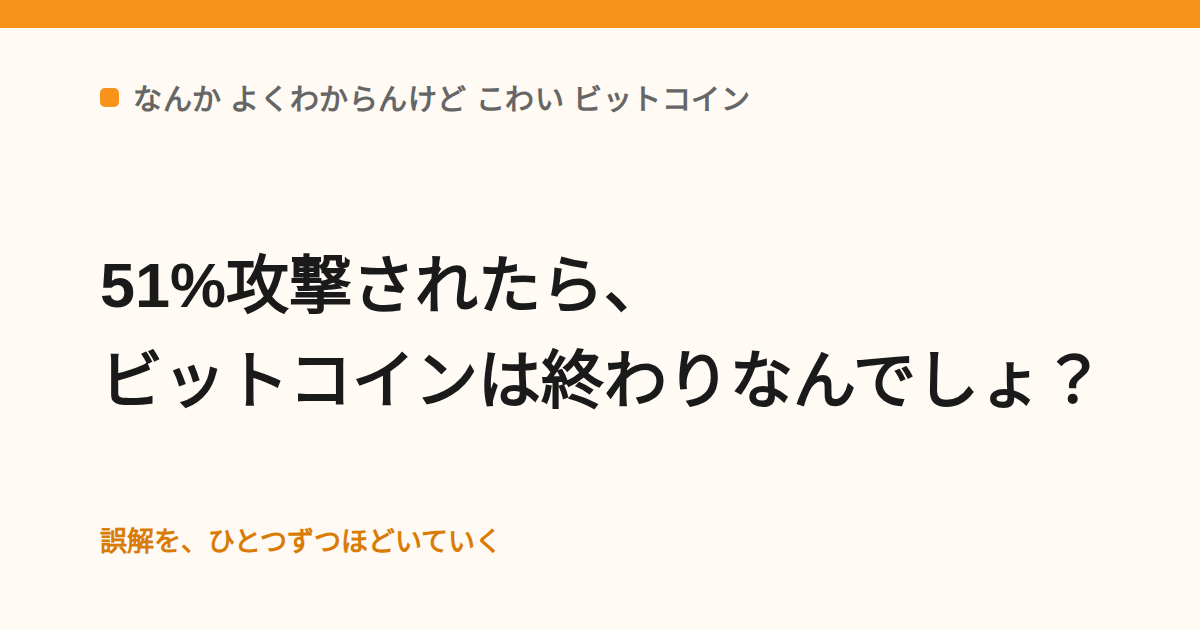 なんか よくわからんけど こわい ビットコイン
51%攻撃されたら、
ビットコインは終わりなんでしょ？
誤解を、ひとつずつほどいていく